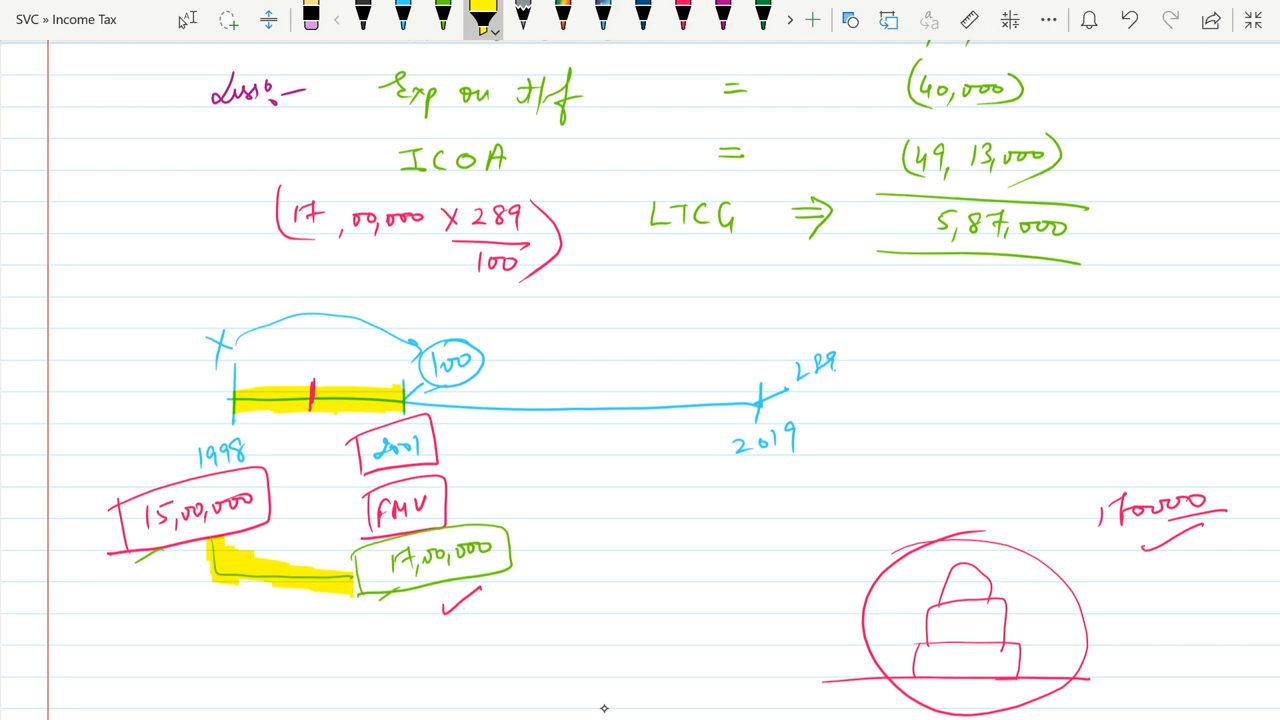 SVC » Income Tax
Less:- Exp on t/f = (40,000)
ICOA = (49,13,000)
(17,00,000 X 289/100) LTCG ⇒ 5,87,000
X
100
289
1998
2001
2019
15,00,000
FMV
17,00,000